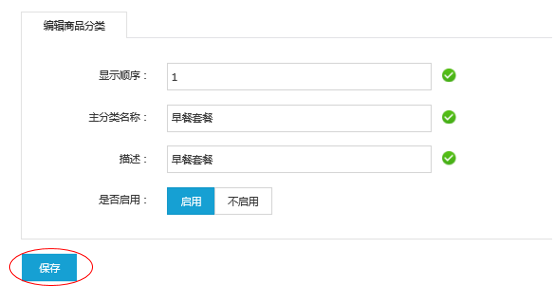 编辑商品分类
显示顺序： 1
主分类名称： 早餐套餐
描述： 早餐套餐
是否启用： 启用 不启用
保存